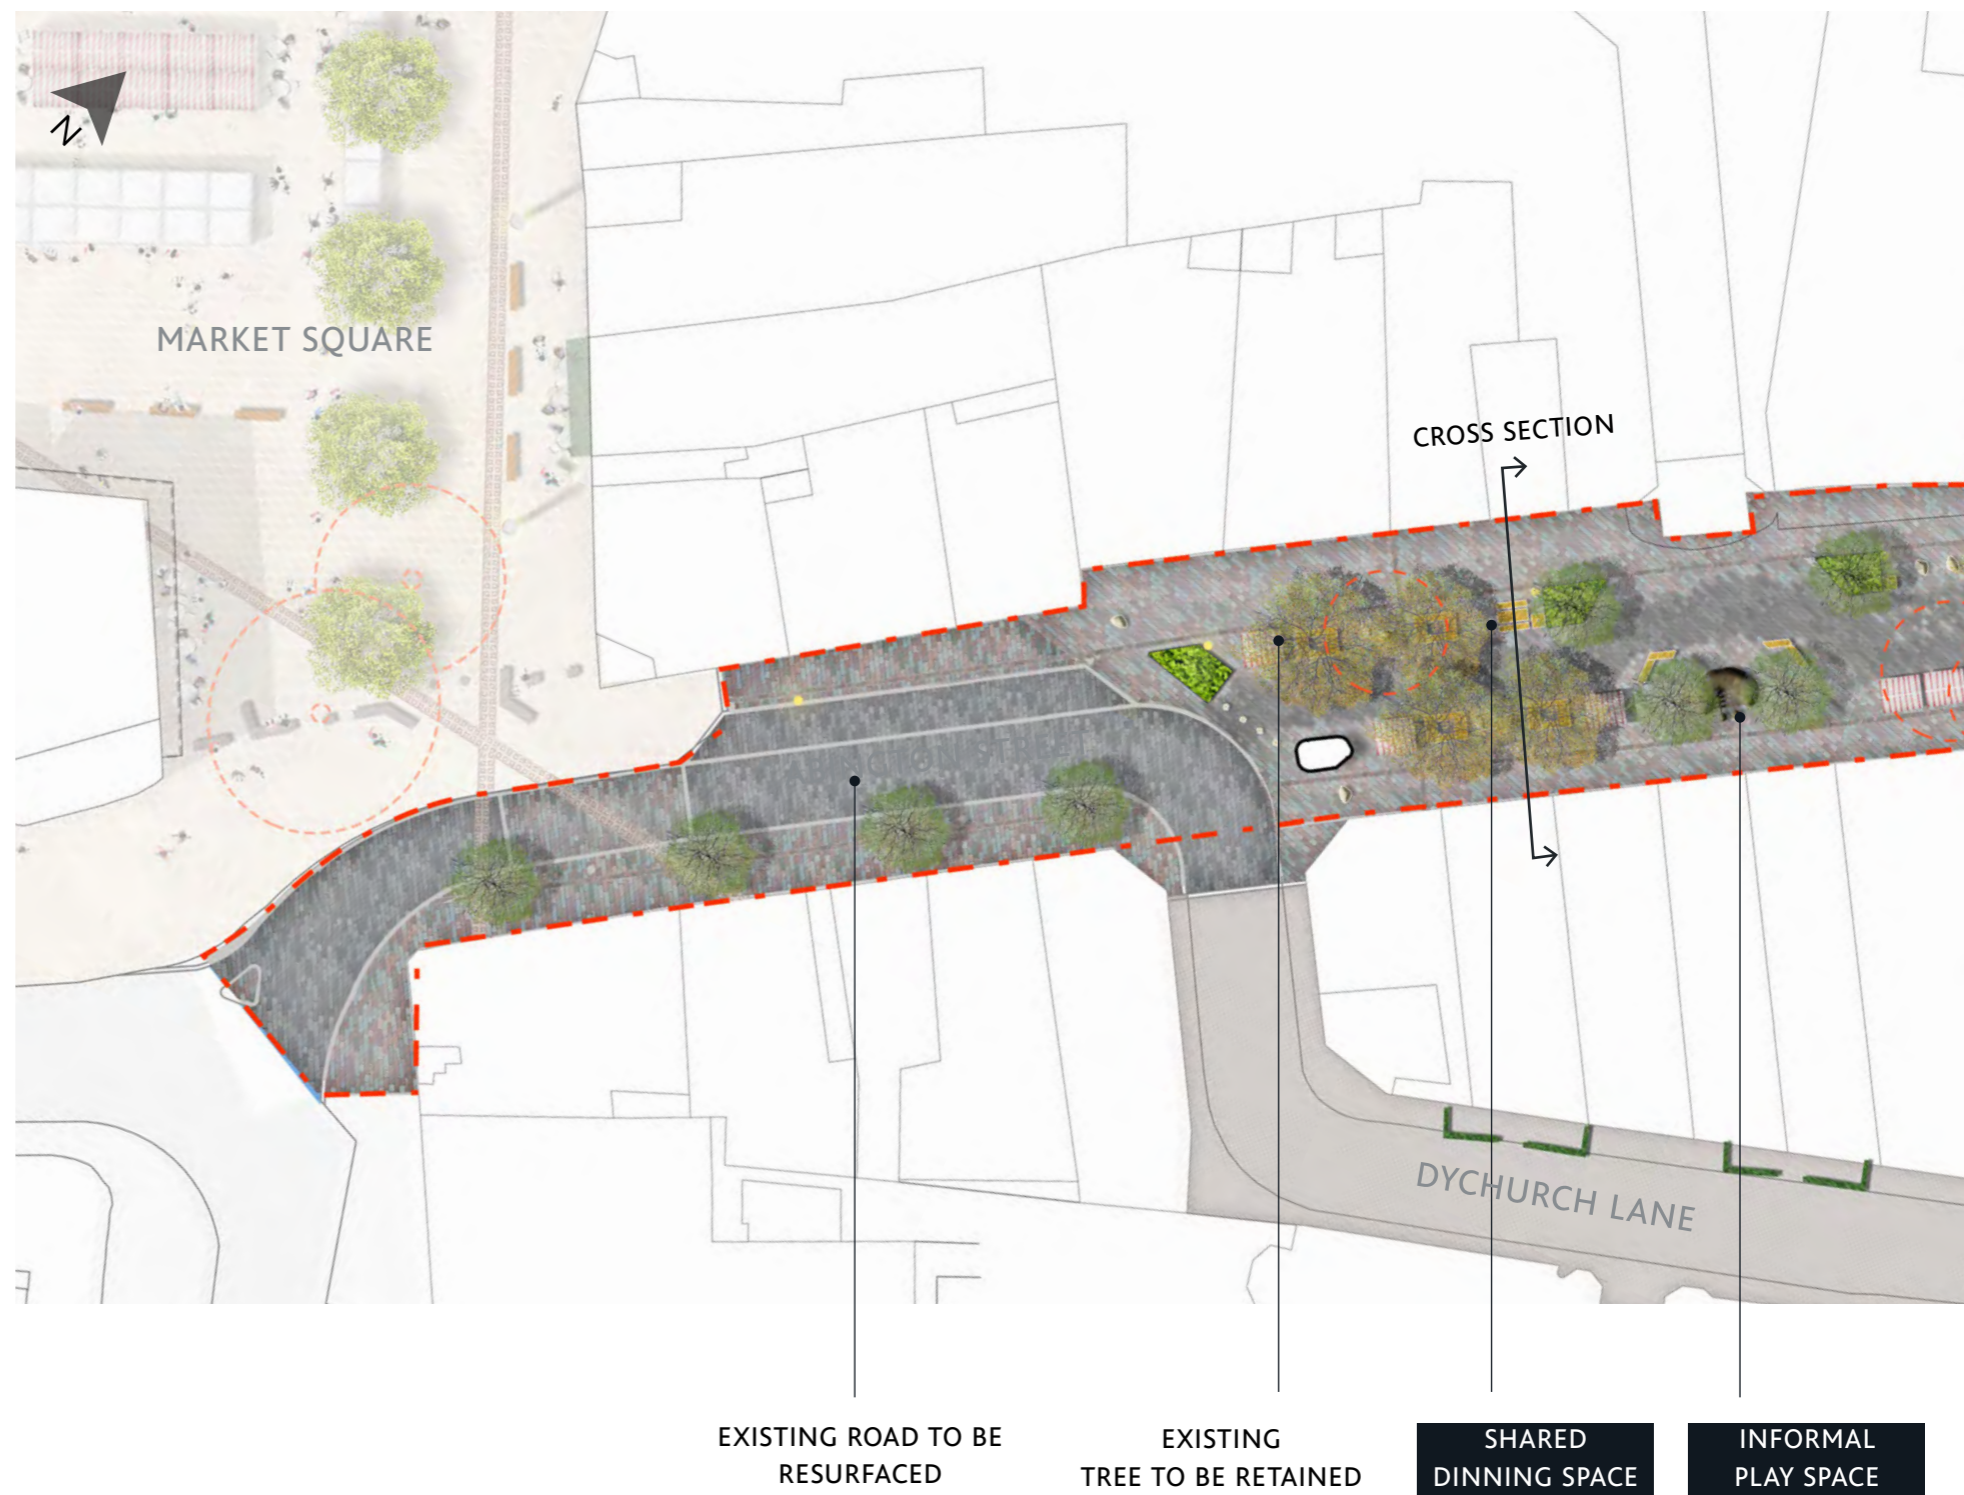 N
MARKET SQUARE
CROSS SECTION
DYCHURCH LANE
EXISTING ROAD TO BE
RESURFACED
EXISTING
TREE TO BE RETAINED
SHARED
DINNING SPACE
INFORMAL
PLAY SPACE